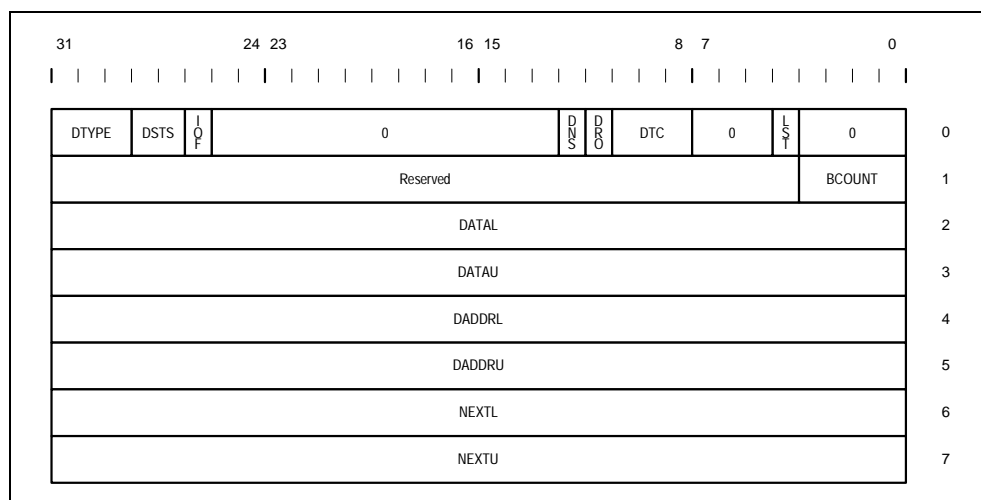 31 24 23 16 15 8 7 0
DTYPE DSTS IOF 0 DNS DRO DTC 0 LST 0 0
Reserved BCOUNT 1
DATAL 2
DATAU 3
DADDRL 4
DADDRU 5
NEXTL 6
NEXTU 7